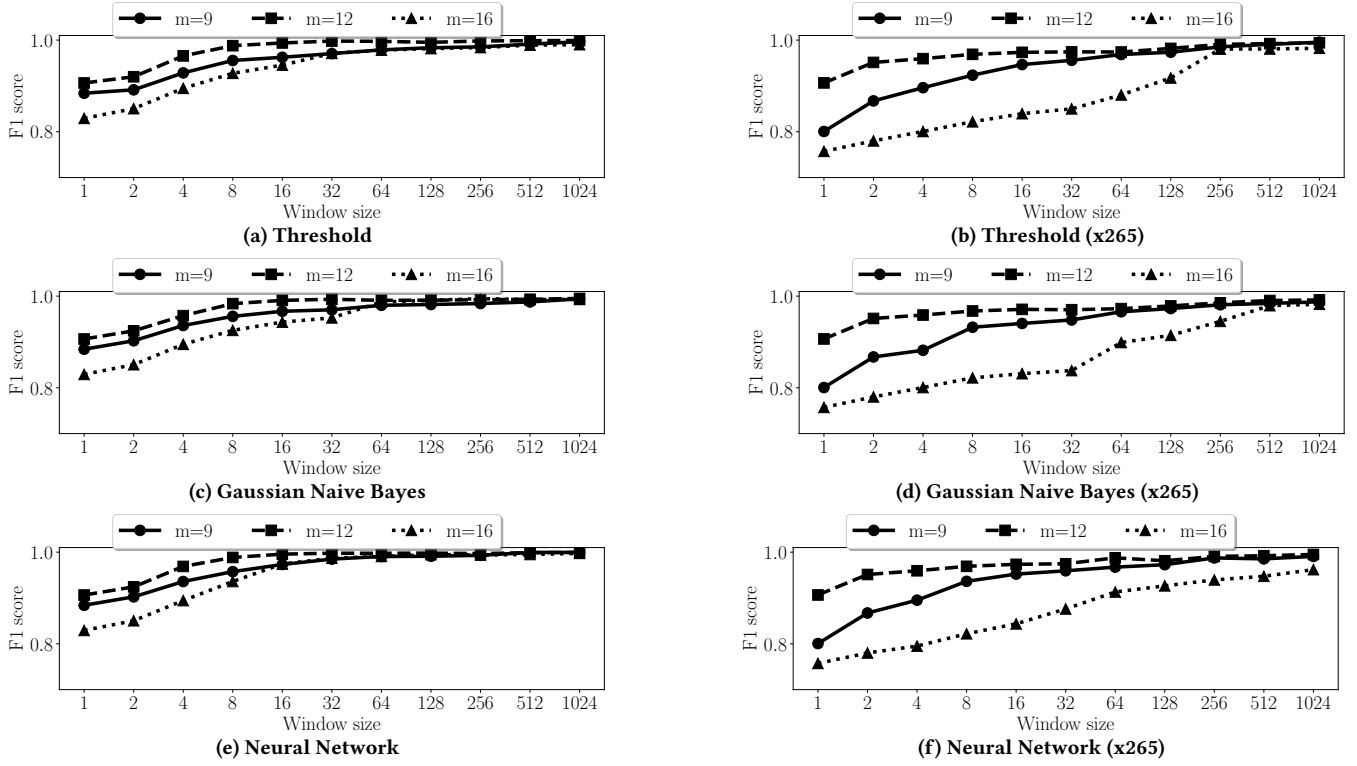 m=9 m=12 m=16
1.0
0.8
F1 score
1 2 4 8 16 32 64 128 256 512 1024
Window size
(a) Threshold
m=9 m=12 m=16
1.0
0.8
F1 score
1 2 4 8 16 32 64 128 256 512 1024
Window size
(b) Threshold (x265)
m=9 m=12 m=16
1.0
0.8
F1 score
1 2 4 8 16 32 64 128 256 512 1024
Window size
(c) Gaussian Naive Bayes
m=9 m=12 m=16
1.0
0.8
F1 score
1 2 4 8 16 32 64 128 256 512 1024
Window size
(d) Gaussian Naive Bayes (x265)
m=9 m=12 m=16
1.0
0.8
F1 score
1 2 4 8 16 32 64 128 256 512 1024
Window size
(e) Neural Network
m=9 m=12 m=16
1.0
0.8
F1 score
1 2 4 8 16 32 64 128 256 512 1024
Window size
(f) Neural Network (x265)